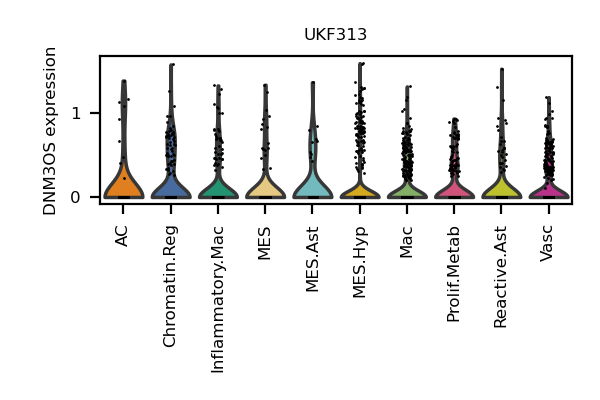 UKF313
DNM3OS expression
1
0
AC
Chromatin.Reg
Inflammatory.Mac
MES
MES.Ast
MES.Hyp
Mac
Prolif.Metab
Reactive.Ast
Vasc